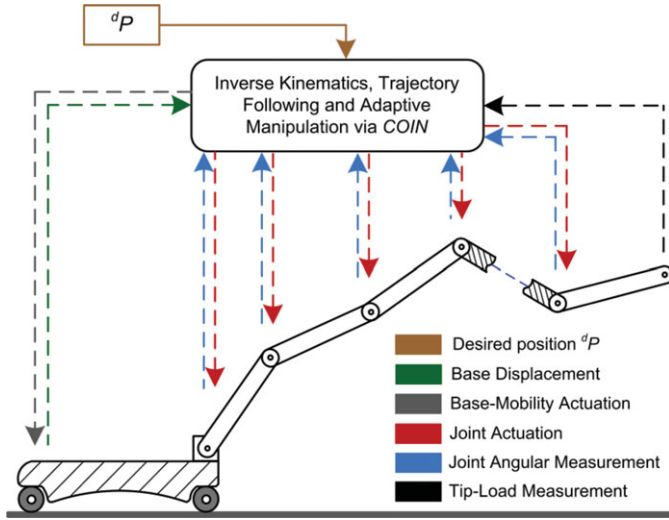 ᵈP
Inverse Kinematics, Trajectory
Following and Adaptive
Manipulation via COIN
Desired position ᵈP
Base Displacement
Base-Mobility Actuation
Joint Actuation
Joint Angular Measurement
Tip-Load Measurement